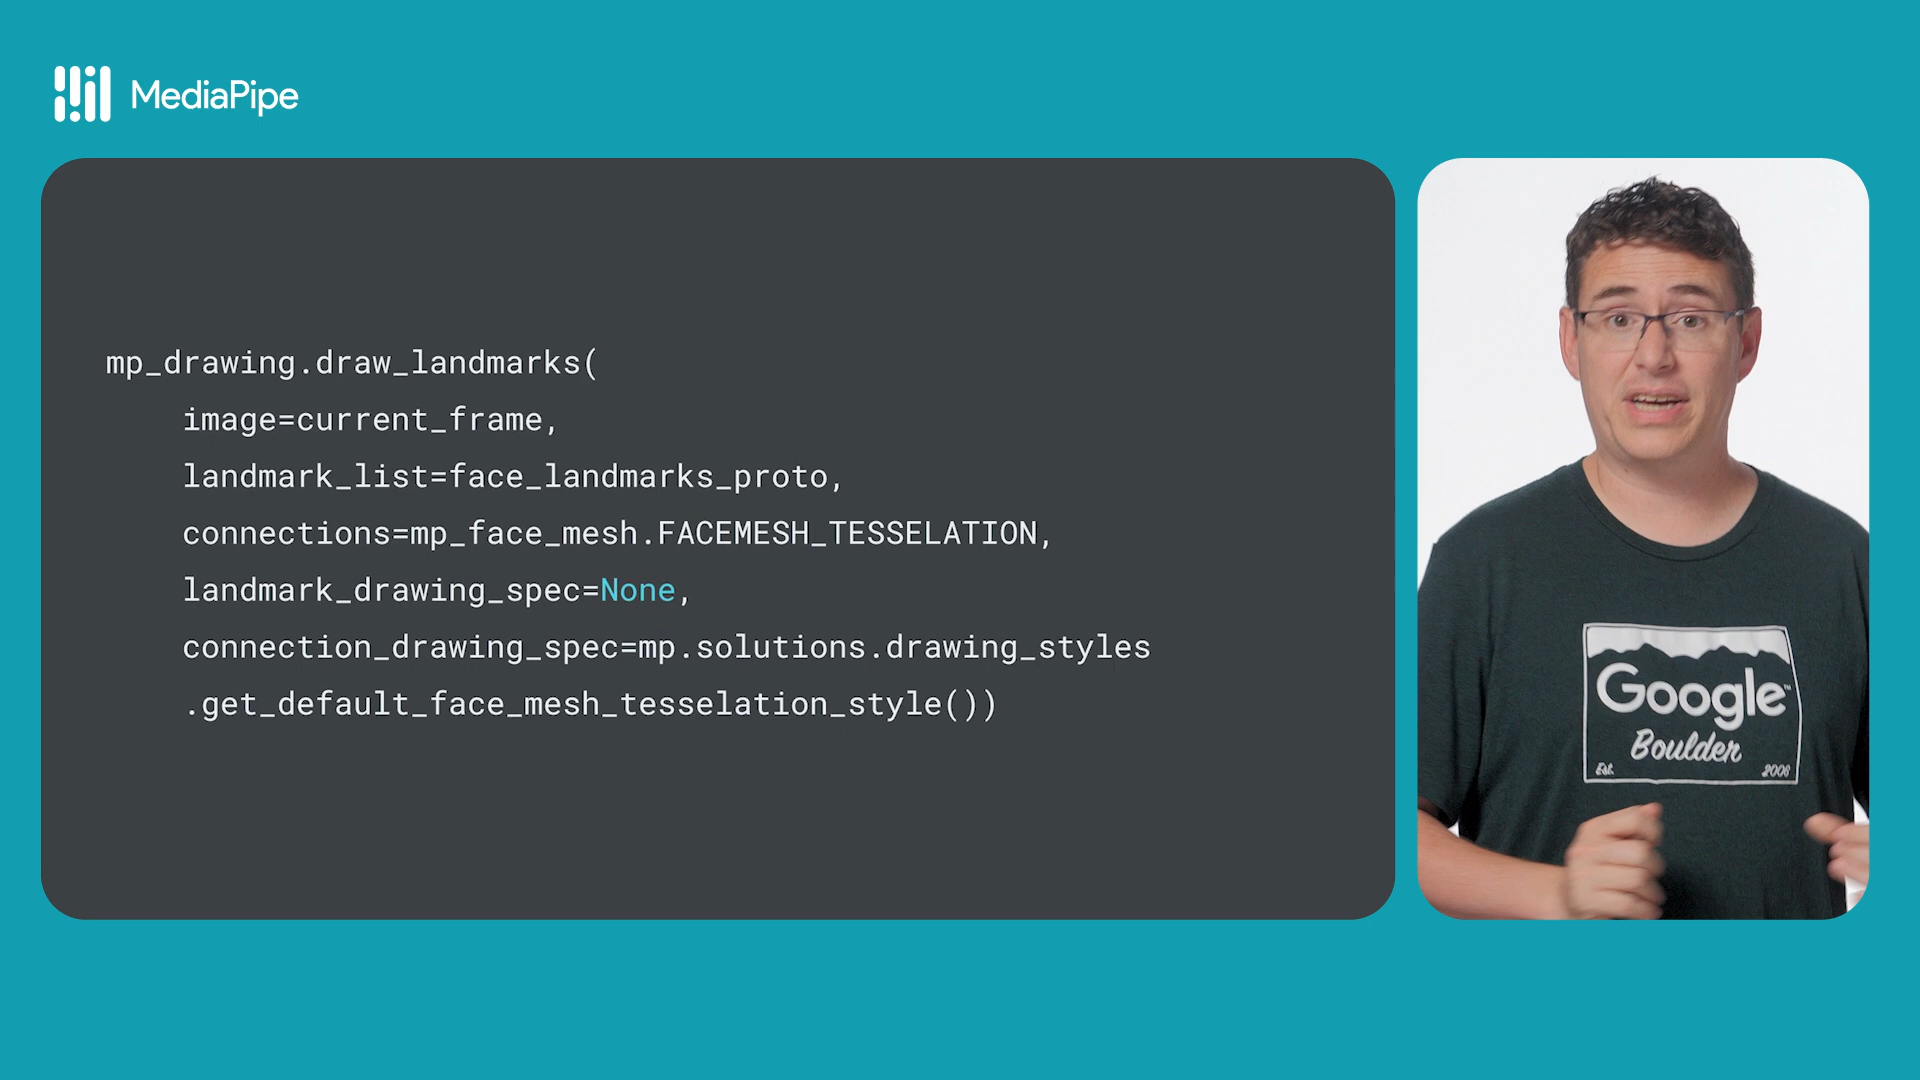 MediaPipe
mp_drawing.draw_landmarks(
image=current_frame,
landmark_list=face_landmarks_proto,
connections=mp_face_mesh.FACEMESH_TESSELATION,
landmark_drawing_spec=None,
connection_drawing_spec=mp.solutions.drawing_styles
.get_default_face_mesh_tesselation_style())
Google™
Boulder
Est. 2006